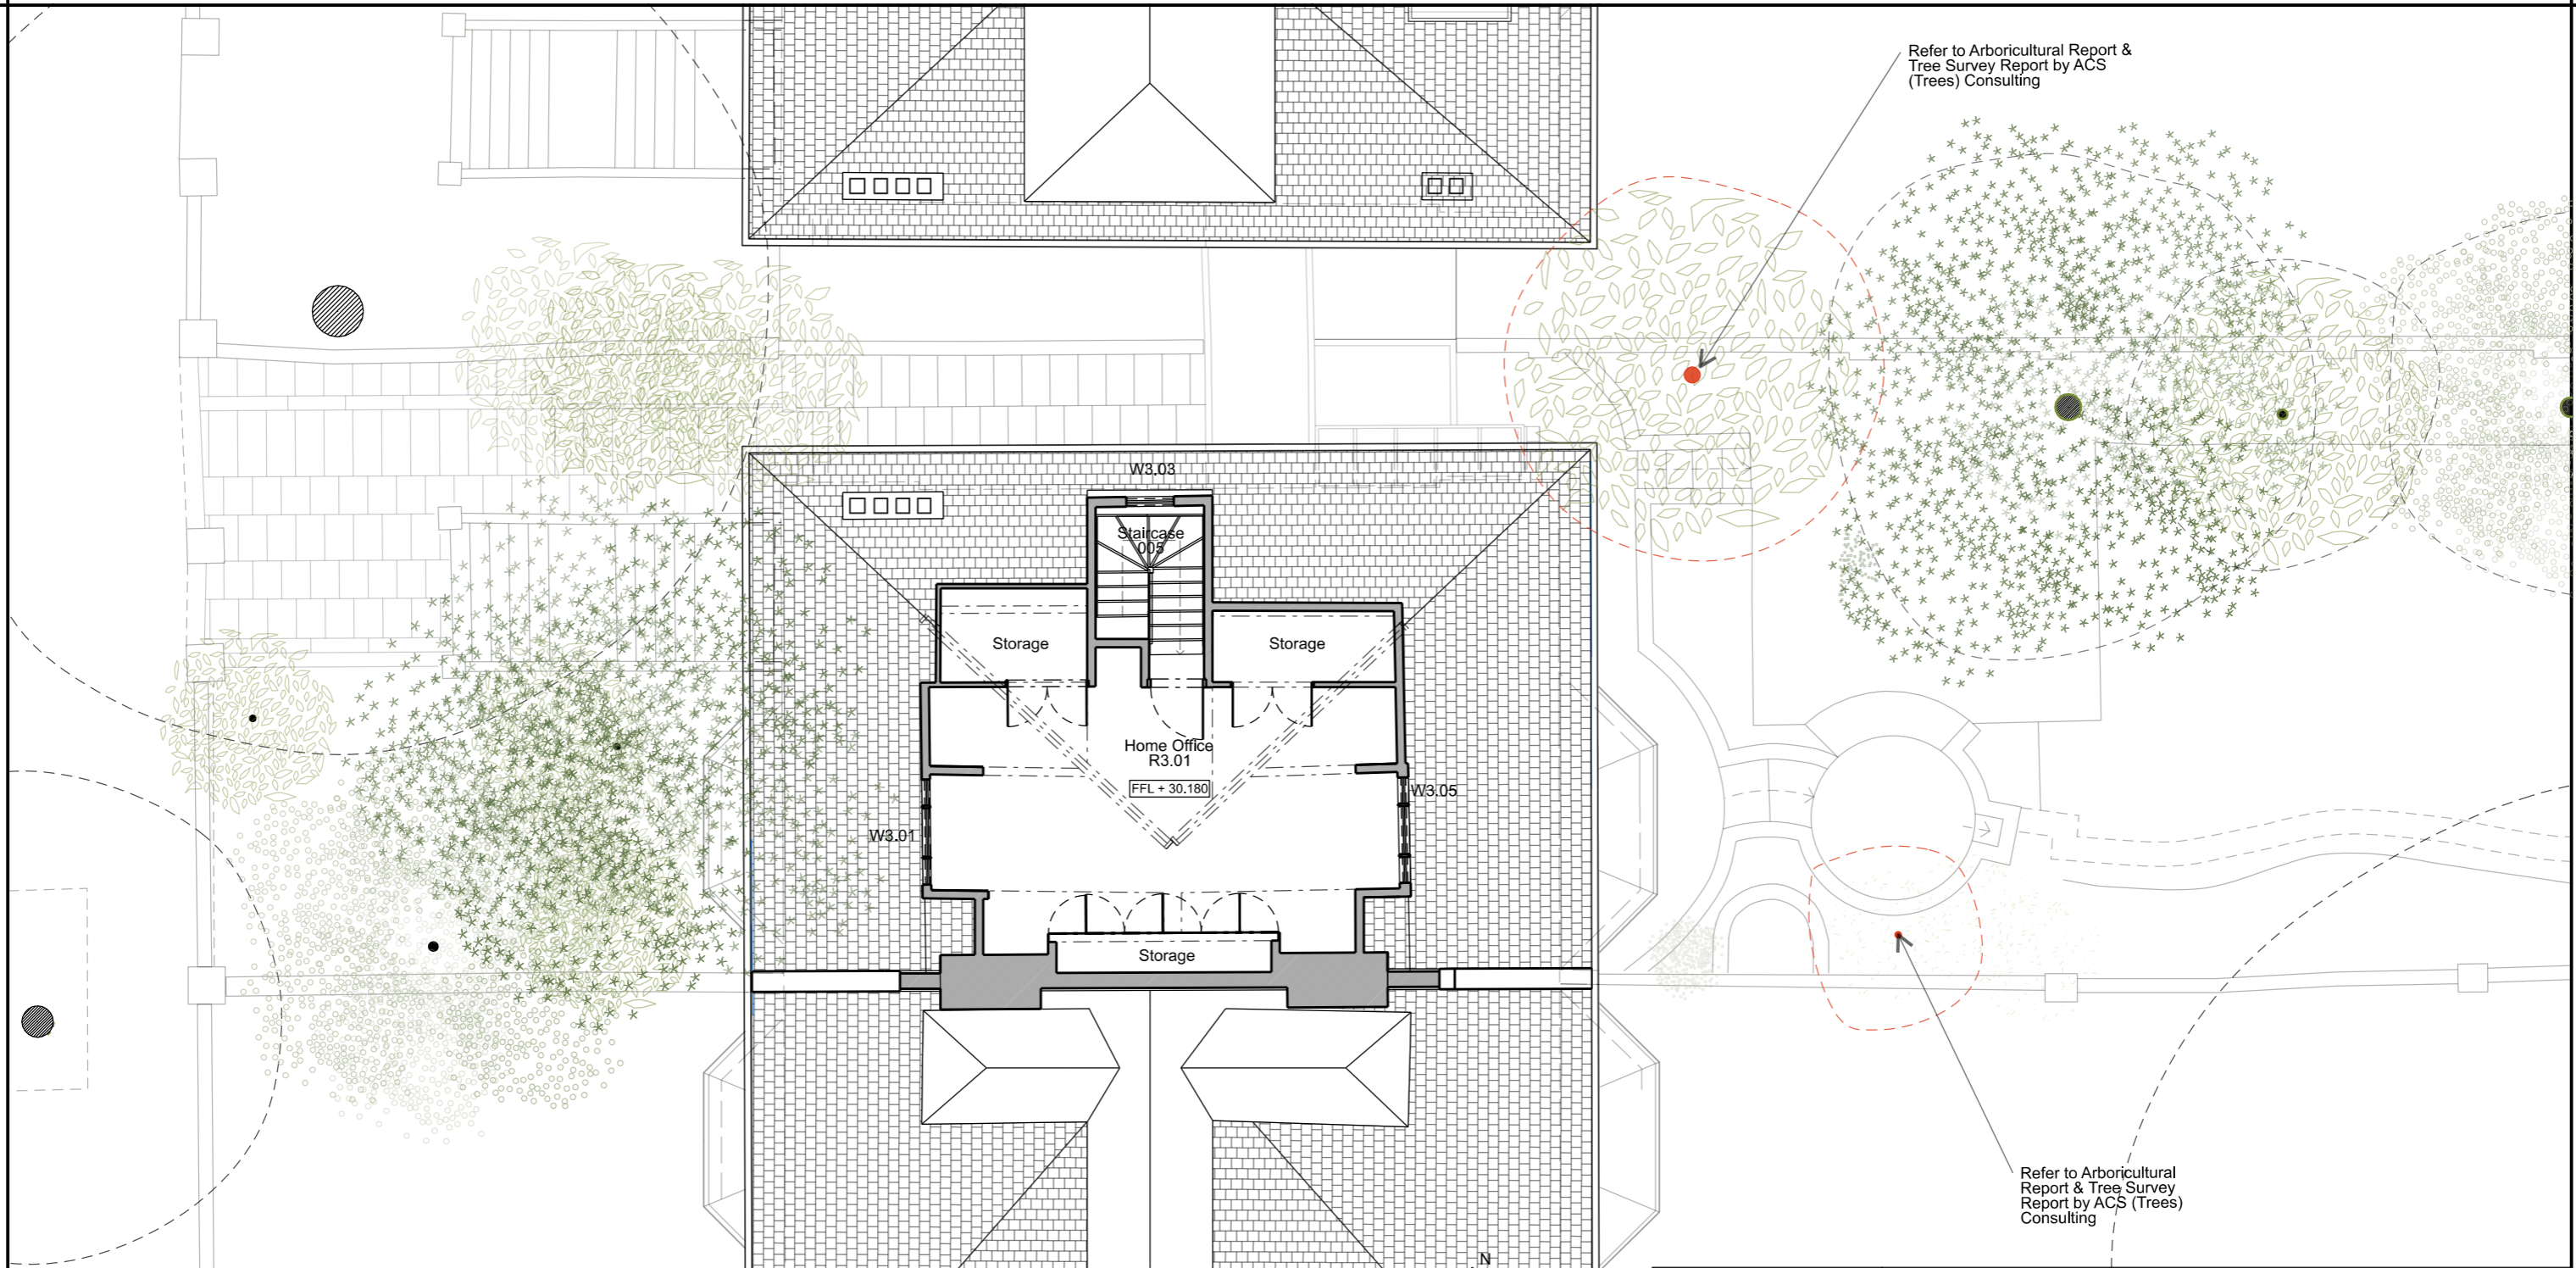 Refer to Arboricultural Report &
Tree Survey Report by ACS
(Trees) Consulting
W3.03
Staircase
005
Storage
Storage
Home Office
R3.01
FFL + 30.180
W3.05
W3.01
Storage
Refer to Arboricultural
Report & Tree Survey
Report by ACS (Trees)
Consulting
N